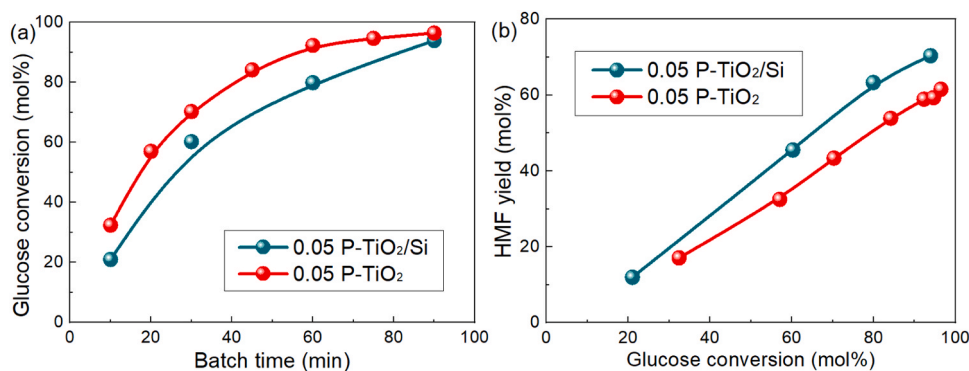 (a)
Glucose conversion (mol%)
100
80
60
40
20
0
0.05 P-TiO₂/Si
0.05 P-TiO₂
0 20 40 60 80 100
Batch time (min)
(b)
HMF yield (mol%)
80
60
40
20
0
0.05 P-TiO₂/Si
0.05 P-TiO₂
0 20 40 60 80 100
Glucose conversion (mol%)